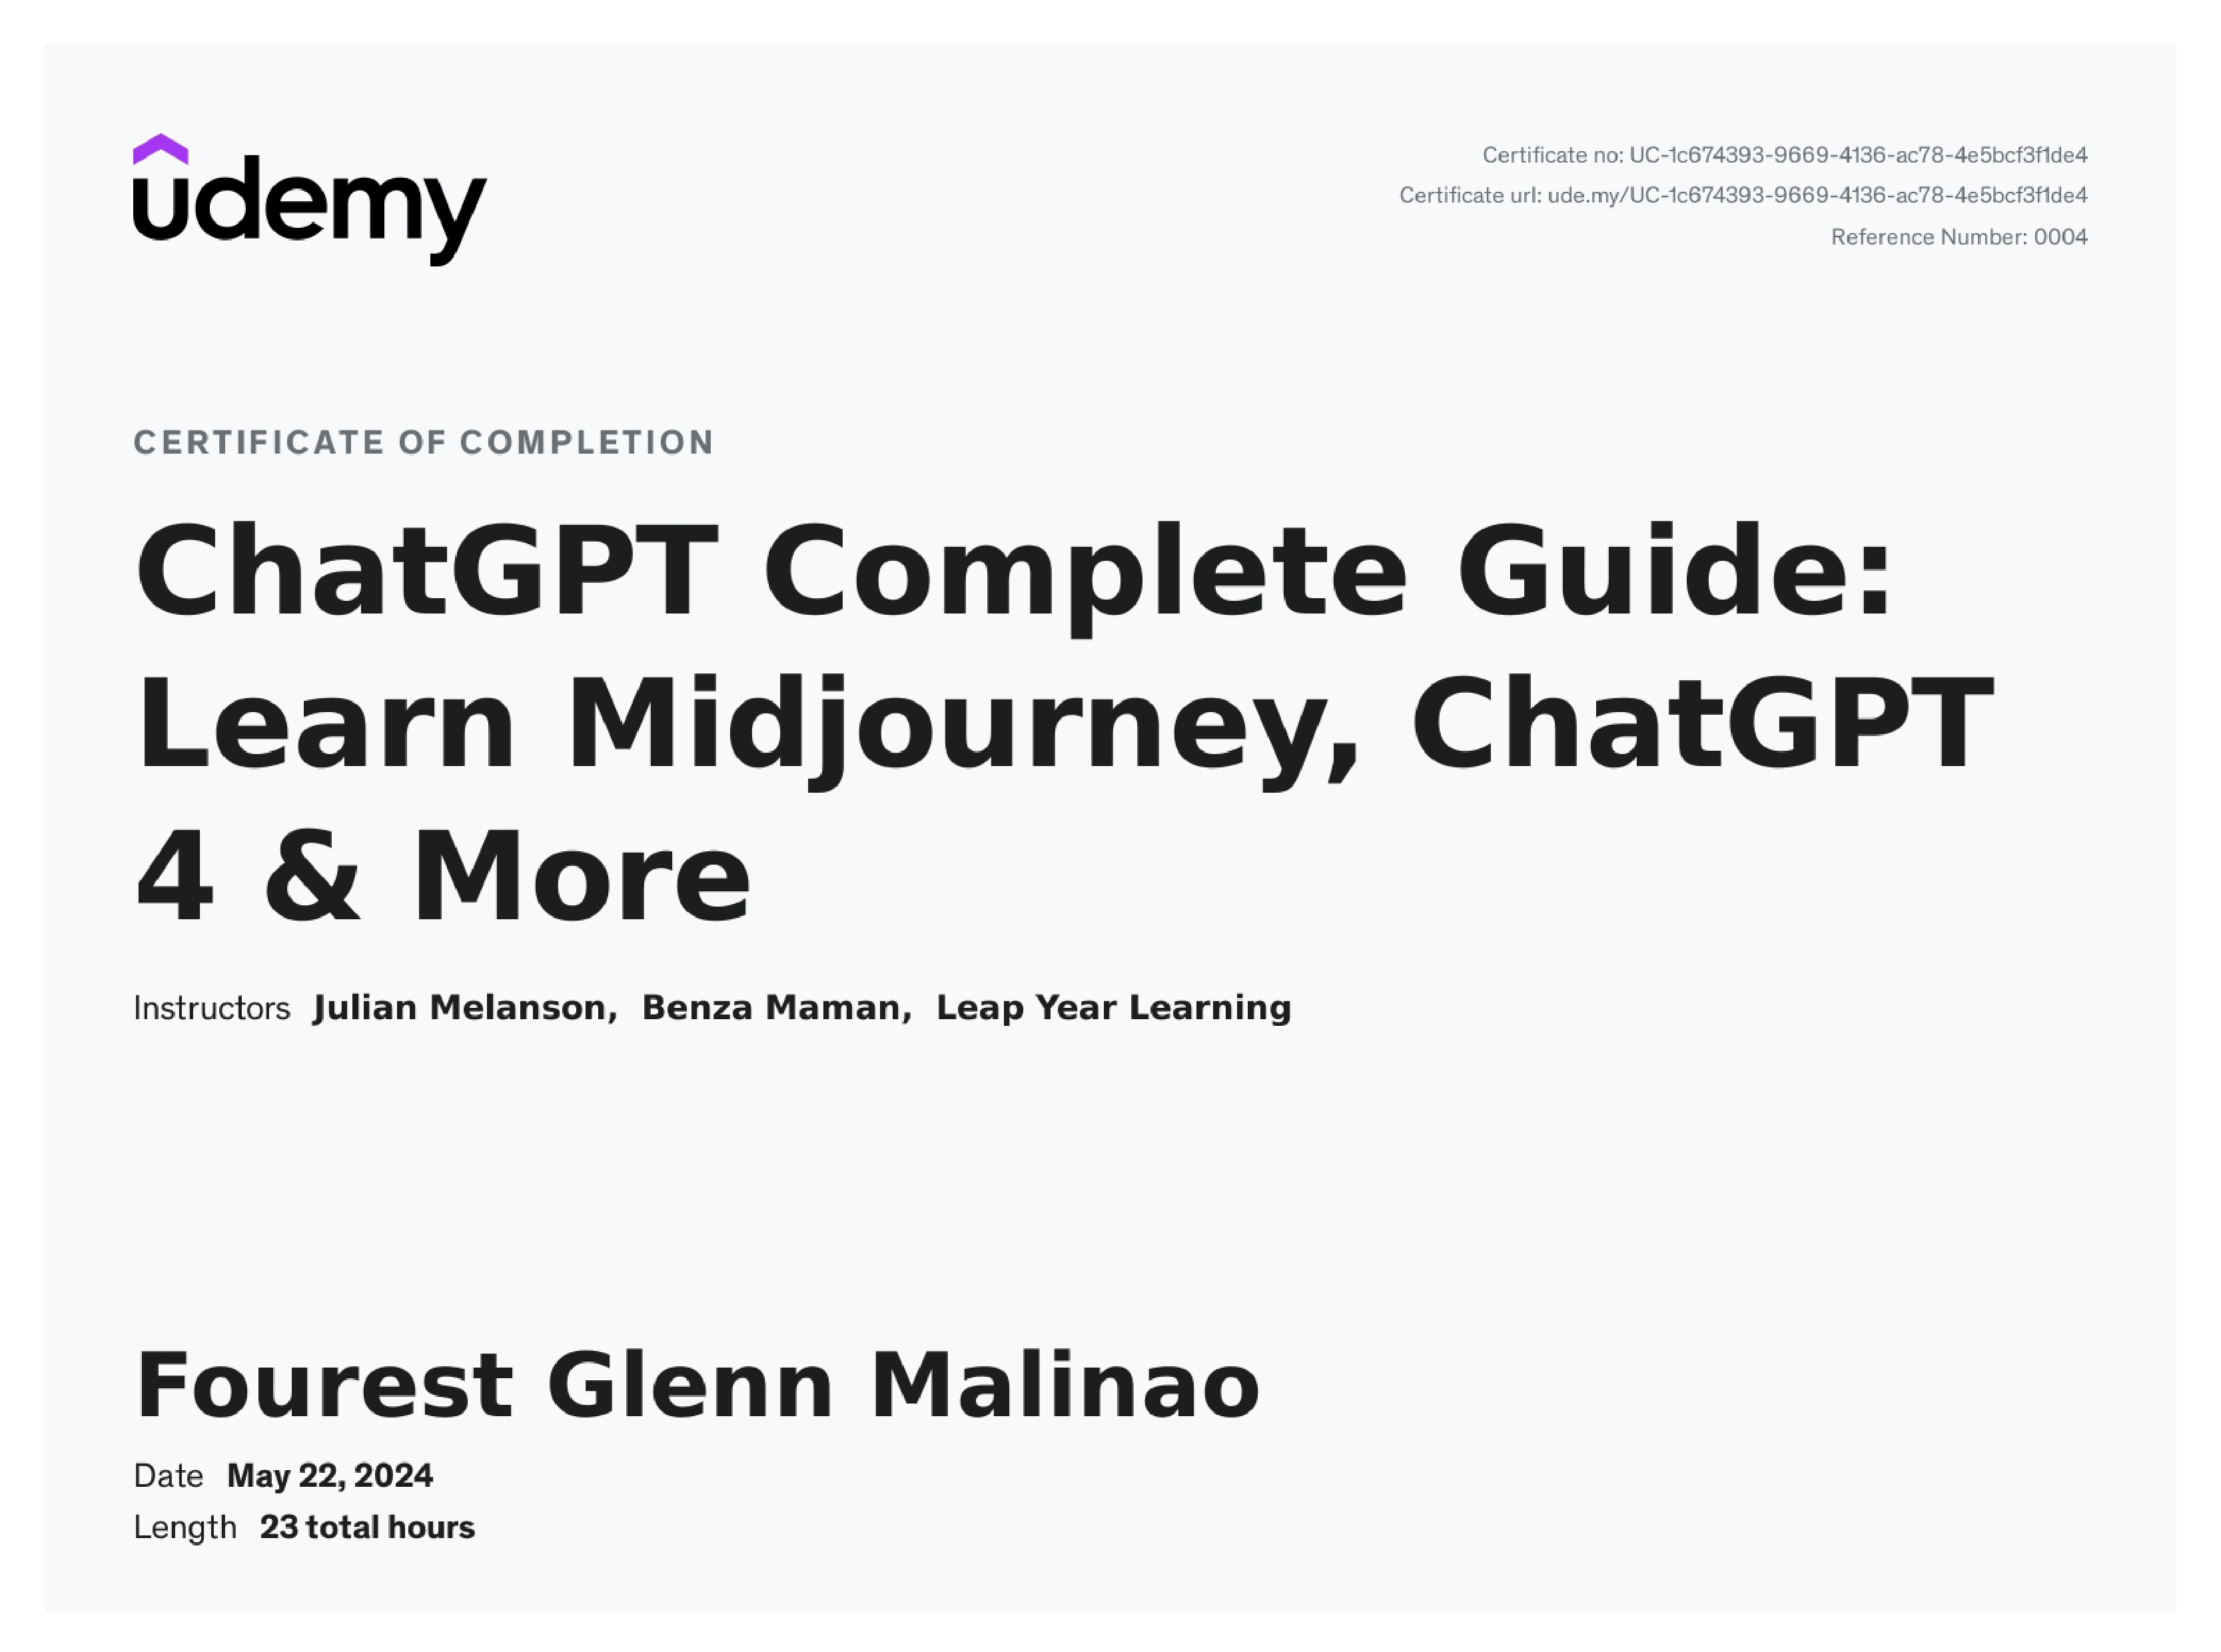 udemy
Certificate no: UC-1c674393-9669-4136-ac78-4e5bcf3f1de4
Certificate url: ude.my/UC-1c674393-9669-4136-ac78-4e5bcf3f1de4
Reference Number: 0004
CERTIFICATE OF COMPLETION
ChatGPT Complete Guide:
Learn Midjourney, ChatGPT
4 & More
Instructors Julian Melanson, Benza Maman, Leap Year Learning
Fourest Glenn Malinao
Date May 22, 2024
Length 23 total hours